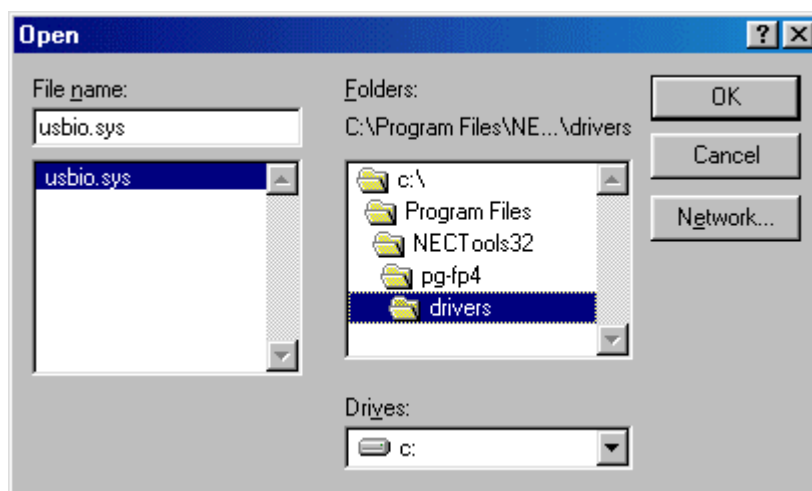 Open
File name:
usbio.sys
usbio.sys
Folders:
C:\Program Files\NE...\drivers
c:\
Program Files
NECTools32
pg-fp4
drivers
Drives:
c:
OK
Cancel
Network...